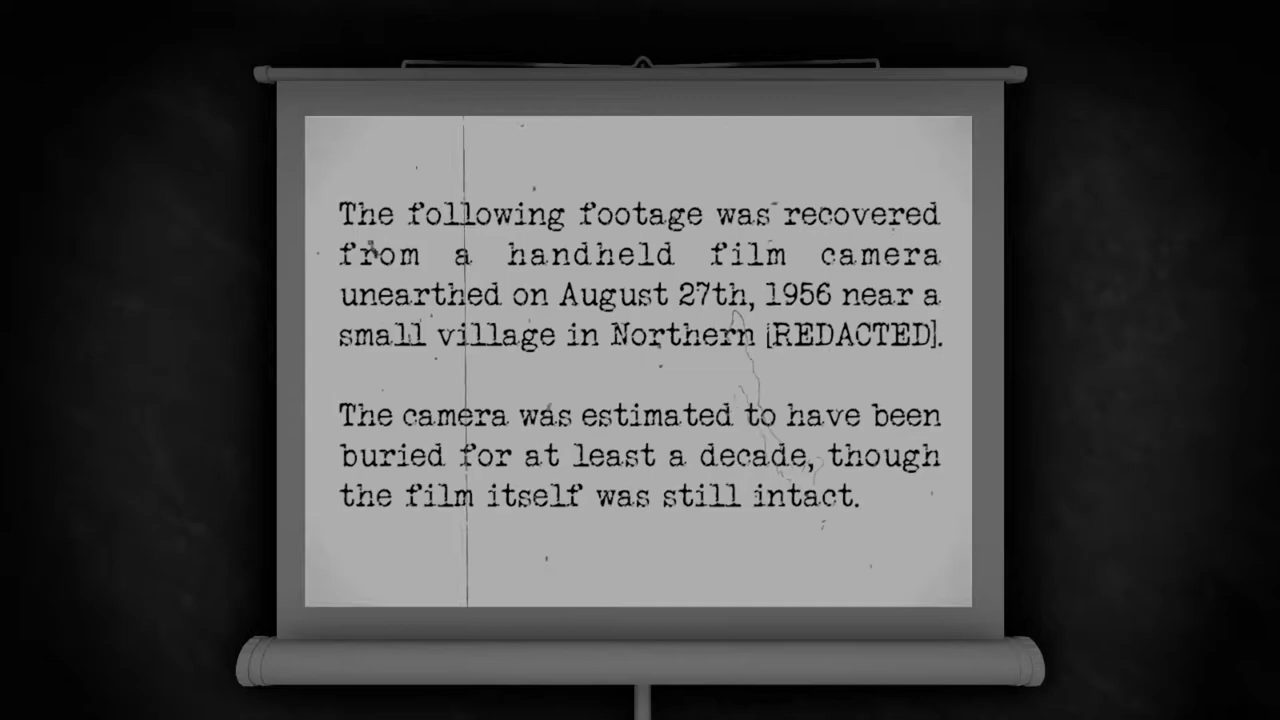 The following footage was recovered
from a handheld film camera
unearthed on August 27th, 1956 near a
small village in Northern [REDACTED].
The camera was estimated to have been
buried for at least a decade, though
the film itself was still intact.